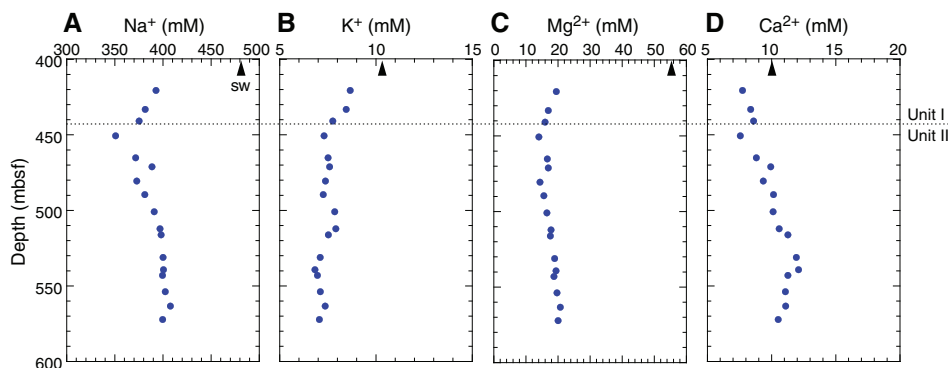 A Na+ (mM) B K+ (mM) C Mg2+ (mM) D Ca2+ (mM)
300 350 400 450 500 5 10 15 0 10 20 30 40 50 60 5 10 15 20
400
sw
Unit I
450
Unit II
500
550
600
Depth (mbsf)